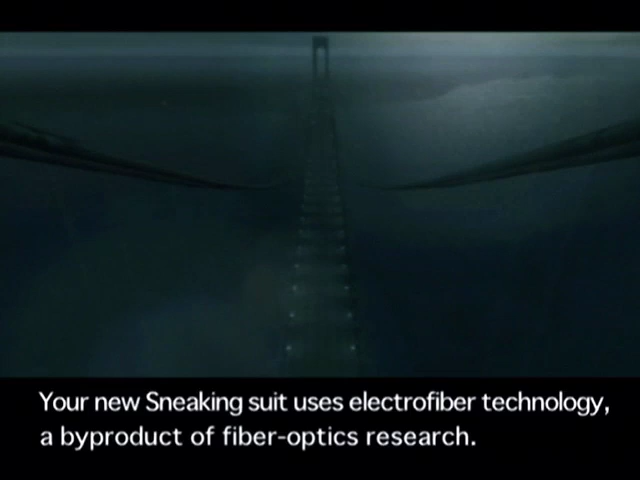 Your new Sneaking suit uses electrofiber technology,
a byproduct of fiber-optics research.